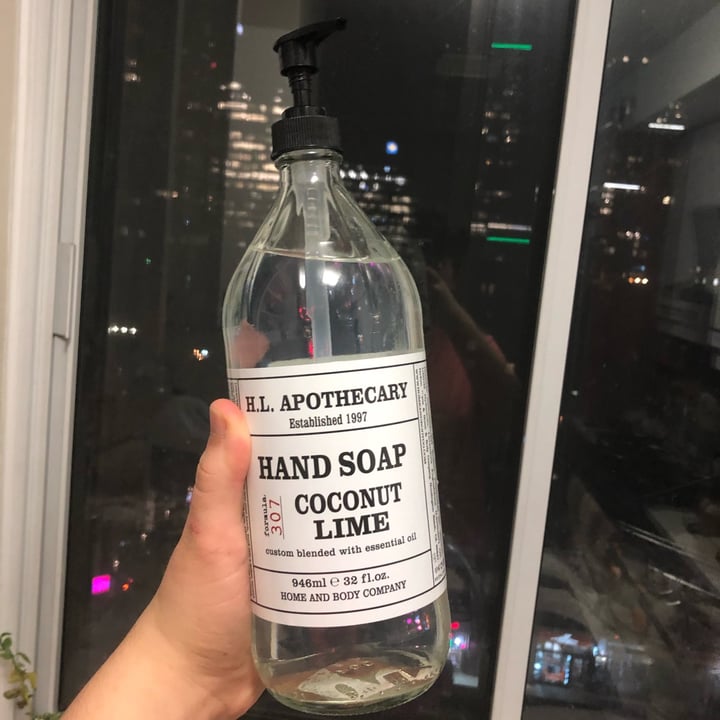 H.L. APOTHECARY
Established 1997
HAND SOAP
formula.
307
COCONUT
LIME
custom blended with essential oil
946ml ℮ 32 fl.oz.
HOME AND BODY COMPANY